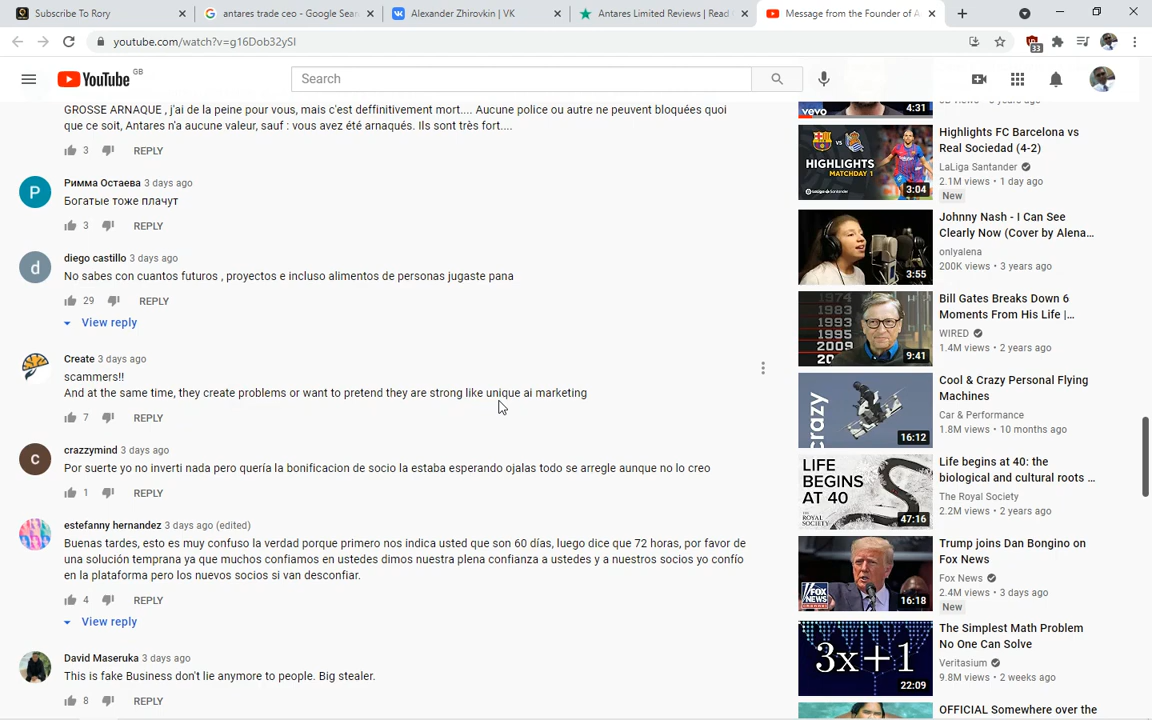 Subscribe To Rory
antares trade ceo - Google Sear
Alexander Zhirovkin | VK
Antares Limited Reviews | Read
Message from the Founder of A
youtube.com/watch?v=g16Dob32ySI
33
YouTube GB
Search
GROSSE ARNAQUE , j'ai de la peine pour vous, mais c'est deffinitivement mort.... Aucune police ou autre ne peuvent bloquées quoi
que ce soit, Antares n'a aucune valeur, sauf : vous avez été arnaqués. Ils sont très fort....
3 REPLY
P
Римма Остаева 3 days ago
Богатые тоже плачут
3 REPLY
d
diego castillo 3 days ago
No sabes con cuantos futuros , proyectos e incluso alimentos de personas jugaste pana
29 REPLY
View reply
Create 3 days ago
scammers!!
And at the same time, they create problems or want to pretend they are strong like unique ai marketing
7 REPLY
c
crazzymind 3 days ago
Por suerte yo no inverti nada pero quería la bonificacion de socio la estaba esperando ojalas todo se arregle aunque no lo creo
1 REPLY
estefanny hernandez 3 days ago (edited)
Buenas tardes, esto es muy confuso la verdad porque primero nos indica usted que son 60 días, luego dice que 72 horas, por favor de
una solución temprana ya que muchos confiamos en ustedes dimos nuestra plena confianza a ustedes y a nuestros socios yo confío
en la plataforma pero los nuevos socios si van desconfiar.
4 REPLY
View reply
David Maseruka 3 days ago
This is fake Business don't lie anymore to people. Big stealer.
8 REPLY
vevo
4:31
HIGHLIGHTS
MATCHDAY 1
LaLiga Santander
3:04
Highlights FC Barcelona vs
Real Sociedad (4-2)
LaLiga Santander
2.1M views • 1 day ago
New
3:55
Johnny Nash - I Can See
Clearly Now (Cover by Alena...
onlyalena
200K views • 3 years ago
1974
1983
1993
1995
2009
20
9:41
Bill Gates Breaks Down 6
Moments From His Life |...
WIRED
1.4M views • 2 years ago
crazy
16:12
Cool & Crazy Personal Flying
Machines
Car & Performance
1.8M views • 10 months ago
LIFE
BEGINS
AT 40
THE
ROYAL
SOCIETY
47:16
Life begins at 40: the
biological and cultural roots ...
The Royal Society
2.2M views • 2 years ago
FOX
NEWS
16:18
Trump joins Dan Bongino on
Fox News
Fox News
2.4M views • 3 days ago
New
3x+1
22:09
The Simplest Math Problem
No One Can Solve
Veritasium
9.8M views • 2 weeks ago
OFFICIAL Somewhere over the